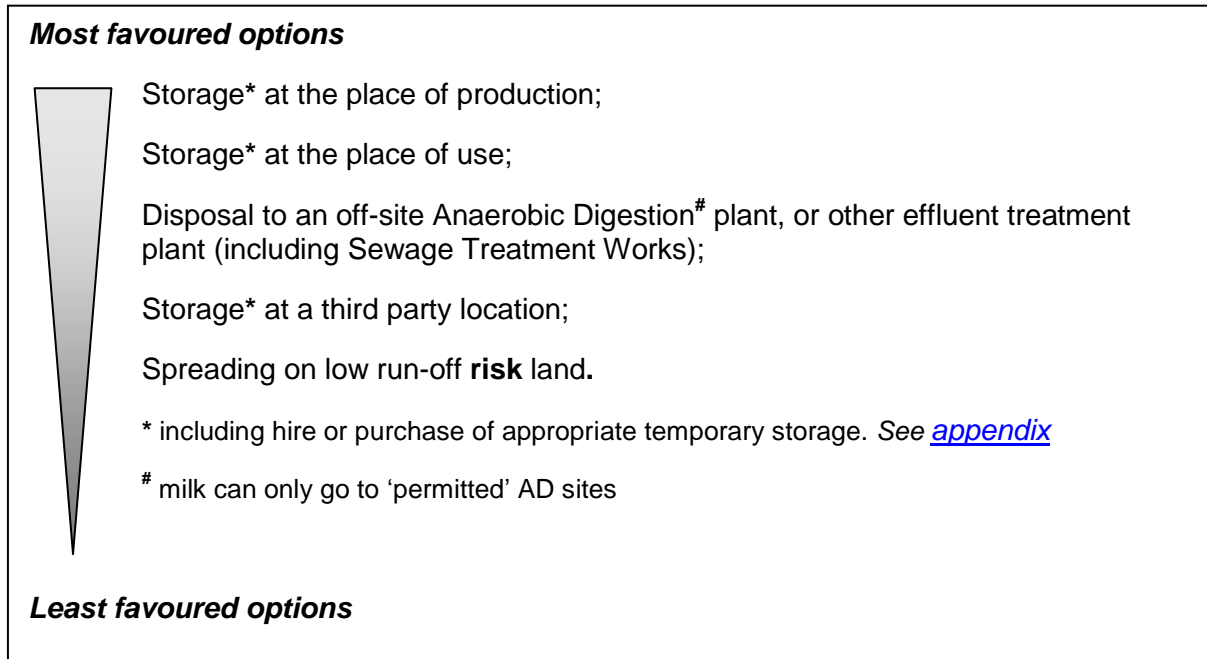 Most favoured options
Storage* at the place of production;
Storage* at the place of use;
Disposal to an off-site Anaerobic Digestion# plant, or other effluent treatment
plant (including Sewage Treatment Works);
Storage* at a third party location;
Spreading on low run-off risk land.
* including hire or purchase of appropriate temporary storage. See appendix
# milk can only go to ‘permitted’ AD sites
Least favoured options